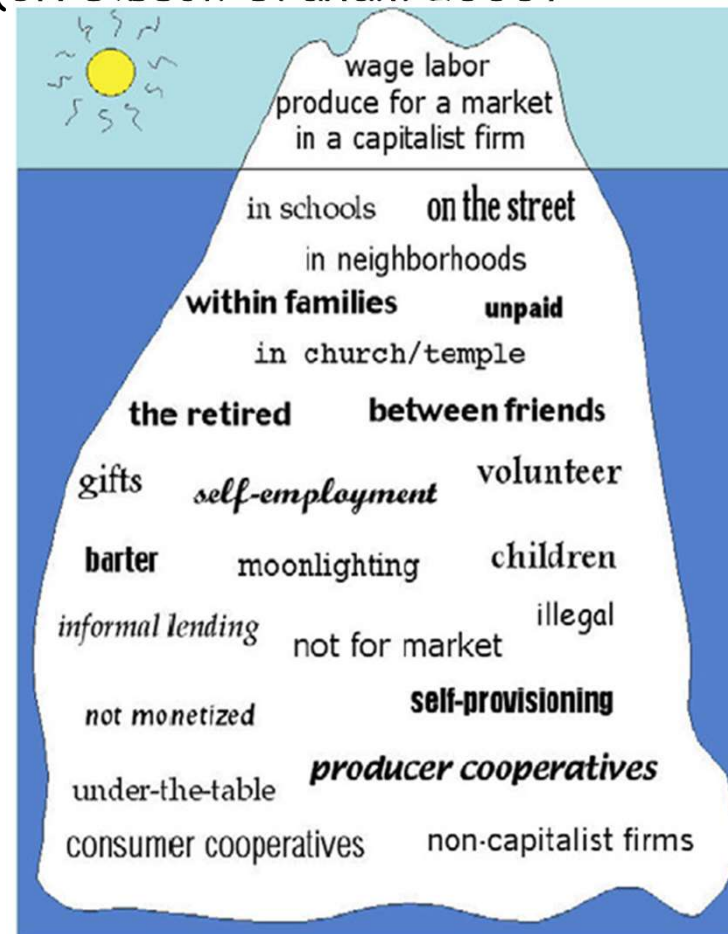 wage labor
produce for a market
in a capitalist firm
in schools on the street
in neighborhoods
within families unpaid
in church/temple
the retired between friends
gifts self-employment volunteer
barter moonlighting children
informal lending not for market illegal
not monetized self-provisioning
under-the-table producer cooperatives
consumer cooperatives non-capitalist firms